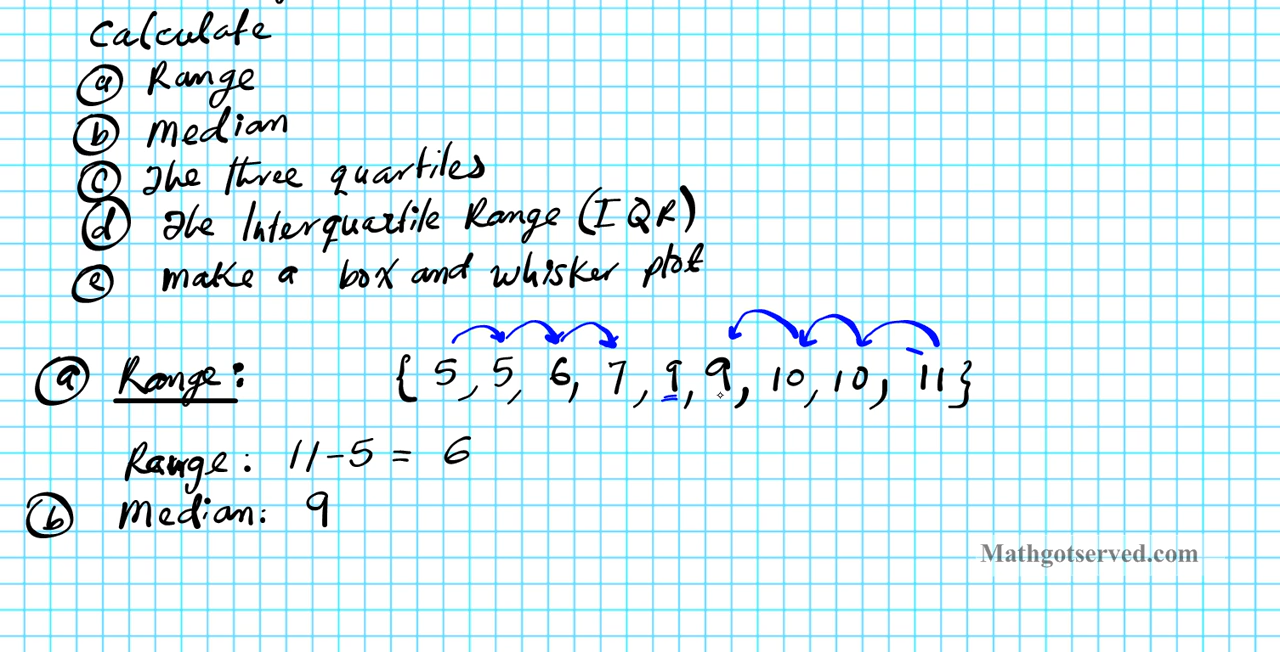 Calculate
(a) Range
(b) Median
(c) The three quartiles
(d) The Interquartile Range (IQR)
(e) make a box and whisker plot
(a) Range: { 5, 5, 6, 7, 9, 9, 10, 10, 11 }
Range: 11-5 = 6
(b) Median: 9
Mathgotserved.com